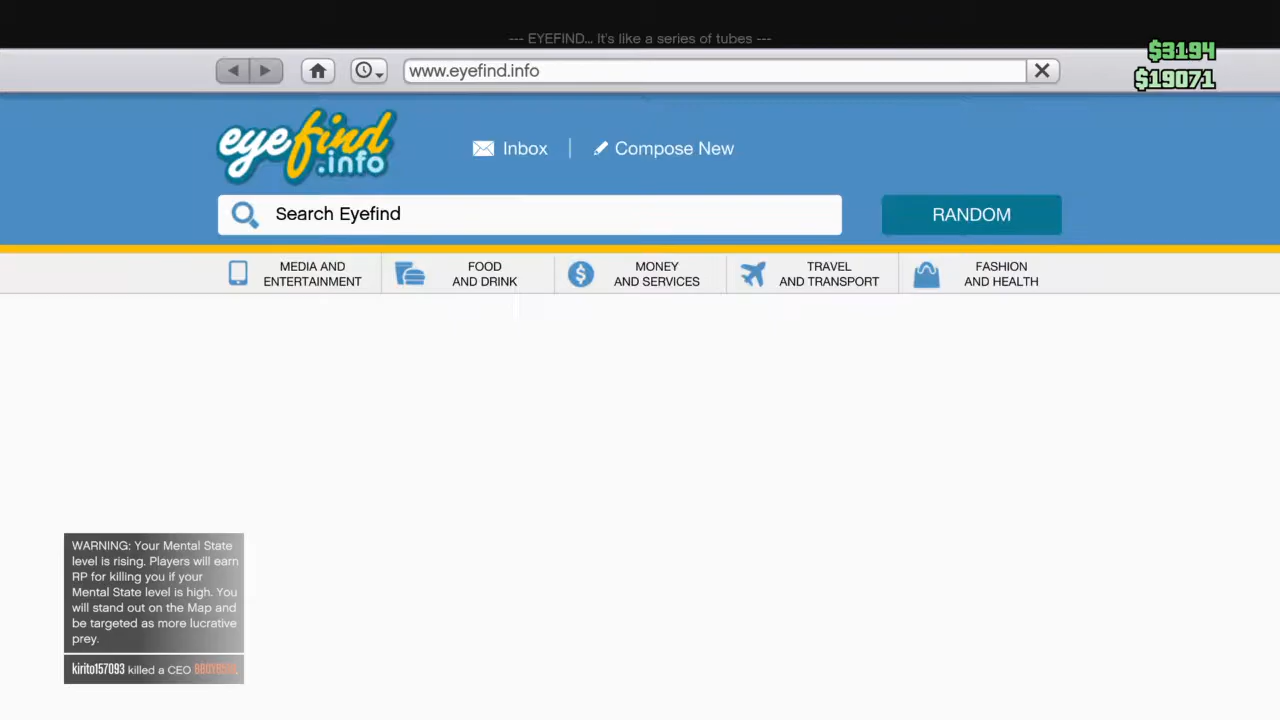 --- EYEFIND... It's like a series of tubes ---
$3194
www.eyefind.info
$19071
eyefind
.info
Inbox
Compose New
Search Eyefind
RANDOM
MEDIA AND
ENTERTAINMENT
FOOD
AND DRINK
MONEY
AND SERVICES
TRAVEL
AND TRANSPORT
FASHION
AND HEALTH
WARNING: Your Mental State
level is rising. Players will earn
RP for killing you if your
Mental State level is high. You
will stand out on the Map and
be targeted as more lucrative
prey.
kirito157093 killed a CEO